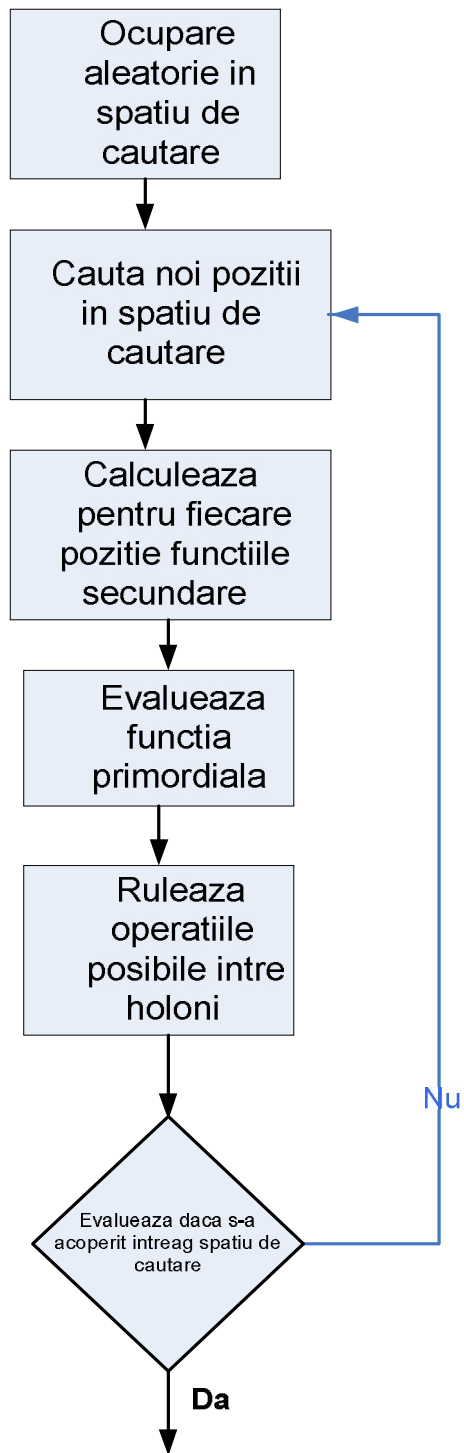 Ocupare
aleatorie in
spatiu de
cautare
Cauta noi pozitii
in spatiu de
cautare
Calculeaza
pentru fiecare
pozitie functiile
secundare
Evalueaza
functia
primordiala
Ruleaza
operatiile
posibile intre
holoni
Nu
Evalueaza daca s-a
acoperit intreag spatiu de
cautare
Da